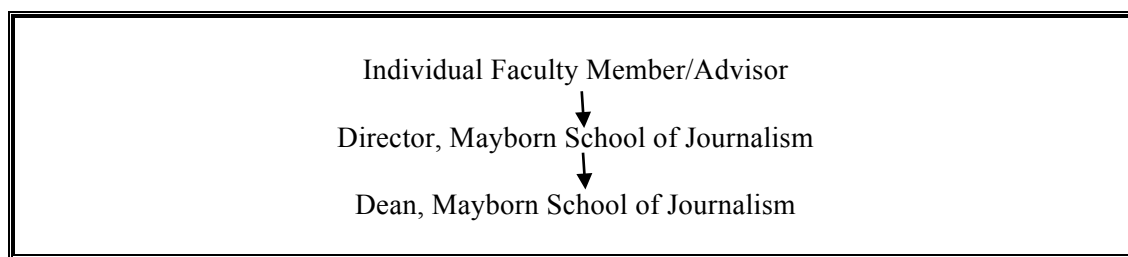 Individual Faculty Member/Advisor
Director, Mayborn School of Journalism
Dean, Mayborn School of Journalism